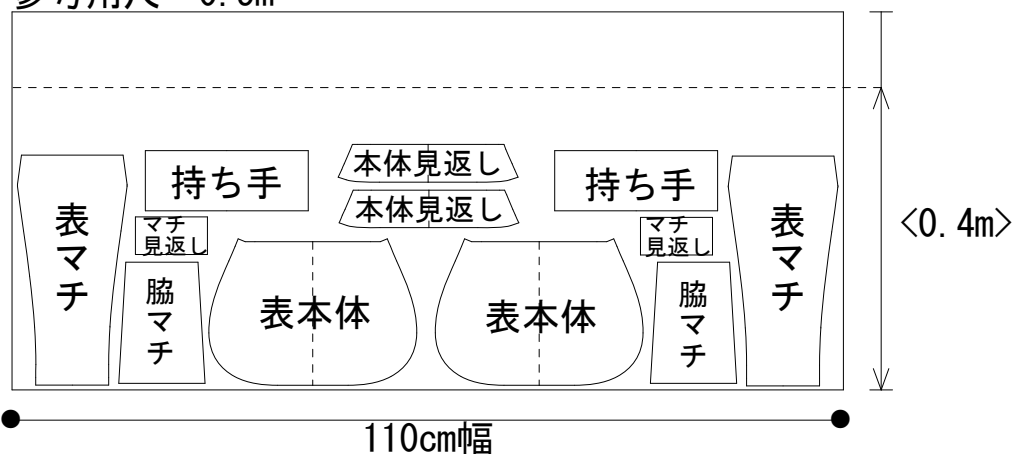 本体見返し
持ち手
持ち手
本体見返し
表マチ
マチ
見返し
マチ
見返し
表マチ
<0.4m>
脇マチ
表本体
表本体
脇マチ
110cm幅